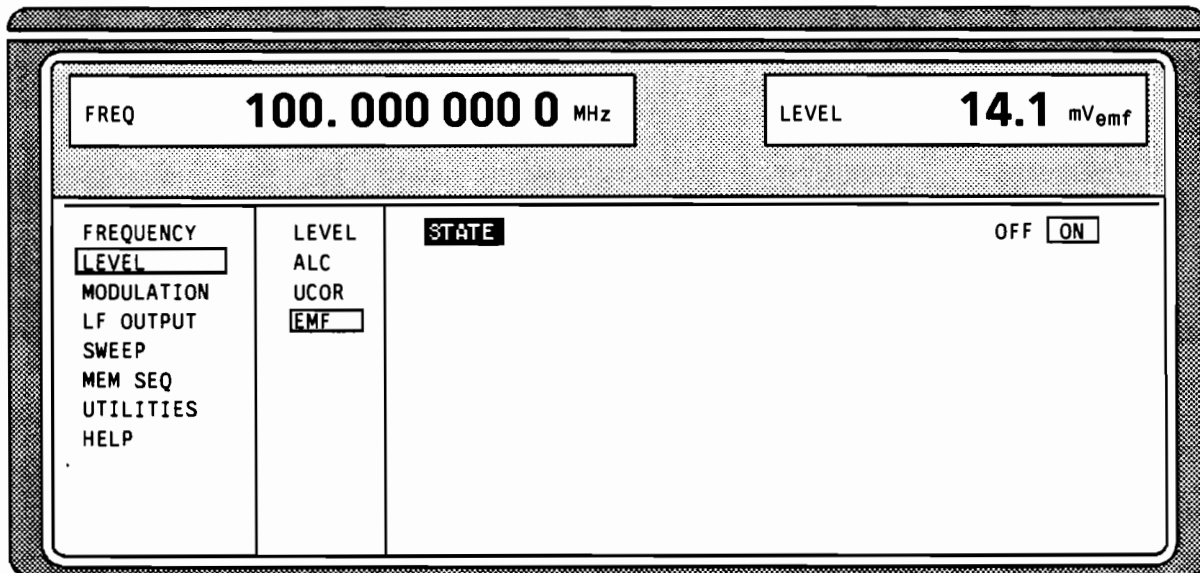 FREQ 100. 000 000 0 MHz LEVEL 14.1 mVemf
FREQUENCY LEVEL STATE OFF ON
LEVEL ALC
MODULATION UCOR
LF OUTPUT EMF
SWEEP
MEM SEQ
UTILITIES
HELP